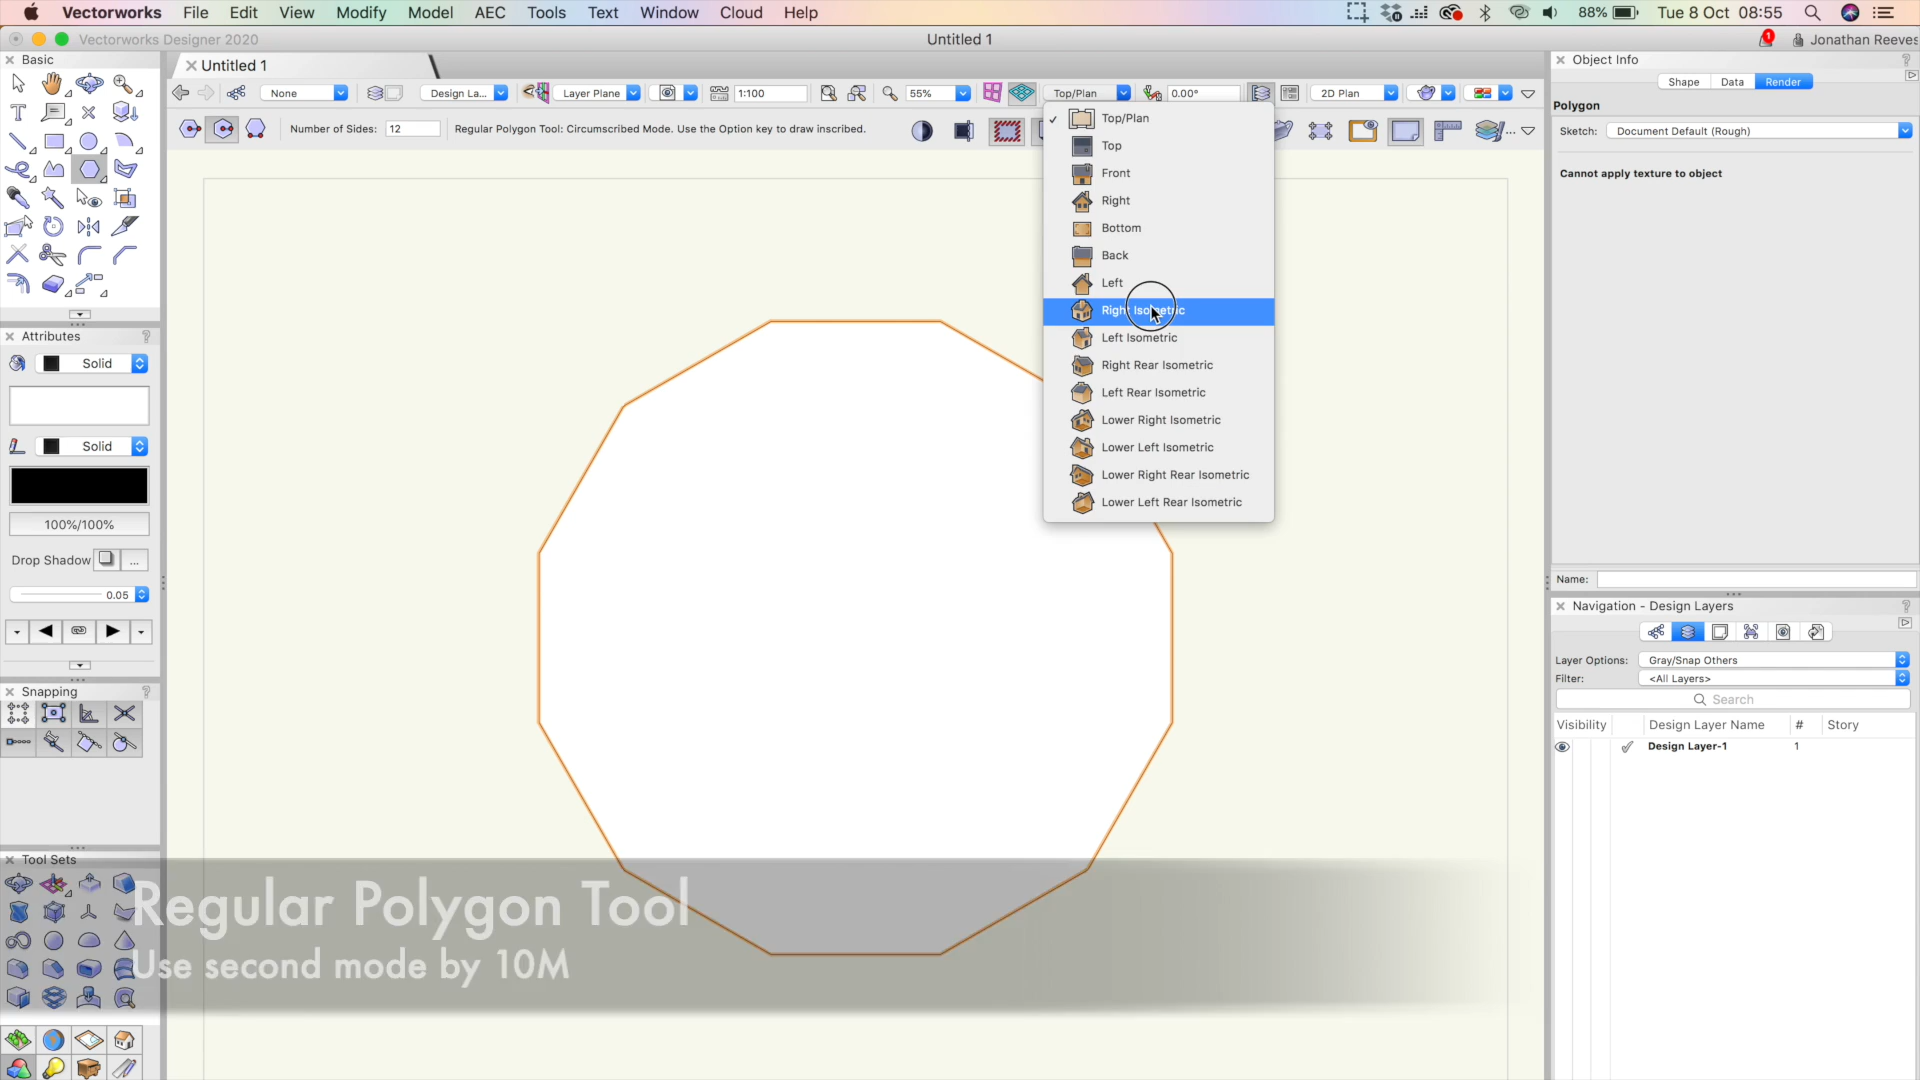 Vectorworks File Edit View Modify Model AEC Tools Text Window Cloud Help 88% Tue 8 Oct 08:55
Vectorworks Designer 2020 Untitled 1 1 Jonathan Reeves
Basic
Untitled 1
None Design La... Layer Plane 1:100 55% Top/Plan 0.00° 2D Plan
Number of Sides: 12 Regular Polygon Tool: Circumscribed Mode. Use the Option key to draw inscribed.
Top/Plan
Top
Front
Right
Bottom
Back
Left
Right Isometric
Left Isometric
Right Rear Isometric
Left Rear Isometric
Lower Right Isometric
Lower Left Isometric
Lower Right Rear Isometric
Lower Left Rear Isometric
Attributes
Solid
Solid
100%/100%
Drop Shadow ...
0.05
Snapping
Tool Sets
Regular Polygon Tool
Use second mode by 10M
Object Info
Shape Data Render
Polygon
Sketch: Document Default (Rough)
Cannot apply texture to object
Name:
Navigation - Design Layers
Layer Options: Gray/Snap Others
Filter: <All Layers>
Search
Visibility Design Layer Name # Story
Design Layer-1 1